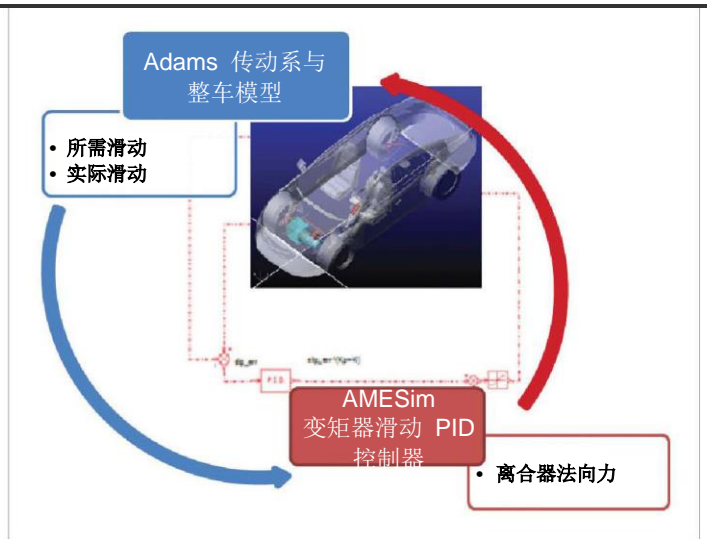 Adams 传动系与
整车模型
• 所需滑动
• 实际滑动
PID
AMESim
变矩器滑动 PID
控制器
• 离合器法向力